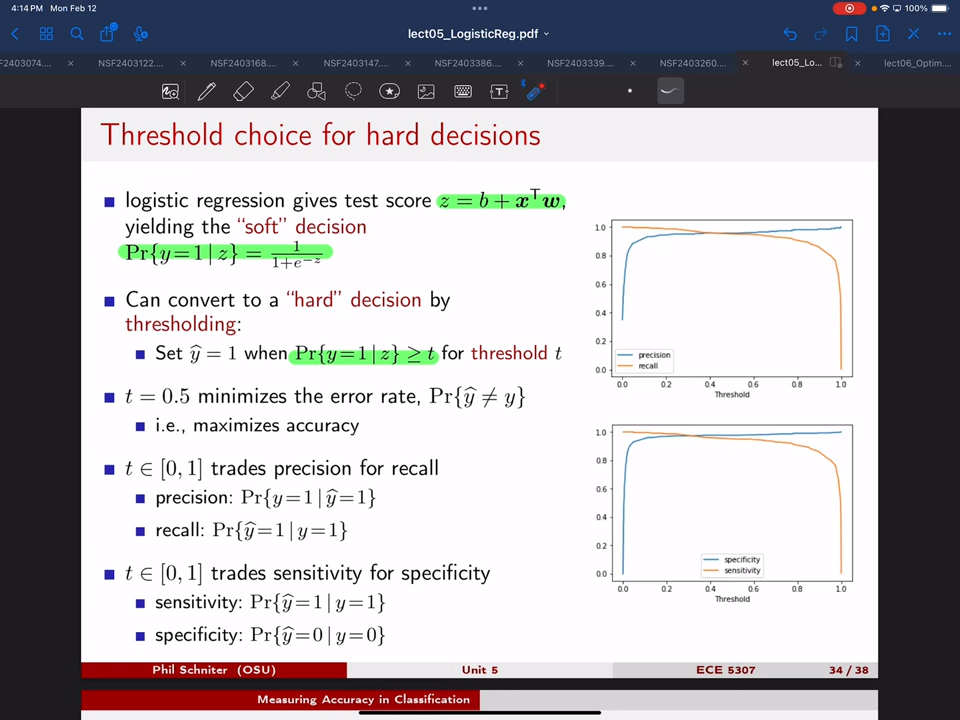 4:14 PM Mon Feb 12
100%
lect05_LogisticReg.pdf
NSF2403074....
NSF2403122....
NSF2403168....
NSF2403147....
NSF2403386....
NSF2403339....
NSF2403260....
lect05_Lo...
lect06_Optim.
Threshold choice for hard decisions
logistic regression gives test score z = b + xᵀw,
yielding the “soft” decision
Pr{y=1 | z} = 1/(1+e^{-z})
Can convert to a “hard” decision by
thresholding:
Set ŷ = 1 when Pr{y=1 | z} ≥ t for threshold t
t = 0.5 minimizes the error rate, Pr{ŷ ≠ y}
i.e., maximizes accuracy
t ∈ [0, 1] trades precision for recall
precision: Pr{y=1 | ŷ=1}
recall: Pr{ŷ=1 | y=1}
t ∈ [0, 1] trades sensitivity for specificity
sensitivity: Pr{ŷ=1 | y=1}
specificity: Pr{ŷ=0 | y=0}
1.0
0.8
0.6
0.4
0.2
0.0
precision
recall
0.0 0.2 0.4 0.6 0.8 1.0
Threshold
1.0
0.8
0.6
0.4
0.2
0.0
specificity
sensitivity
0.0 0.2 0.4 0.6 0.8 1.0
Threshold
Phil Schniter (OSU) Unit 5 ECE 5307 34 / 38
Measuring Accuracy in Classification